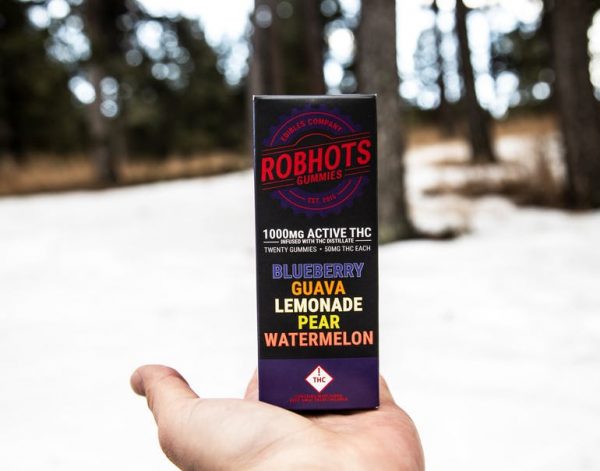 EDIBLES COMPANY
ROBHOTS
GUMMIES
EST. 2015
1000MG ACTIVE THC
INFUSED WITH THC DISTILLATE
TWENTY GUMMIES • 50MG THC EACH
BLUEBERRY
GUAVA
LEMONADE
PEAR
WATERMELON
!
THC